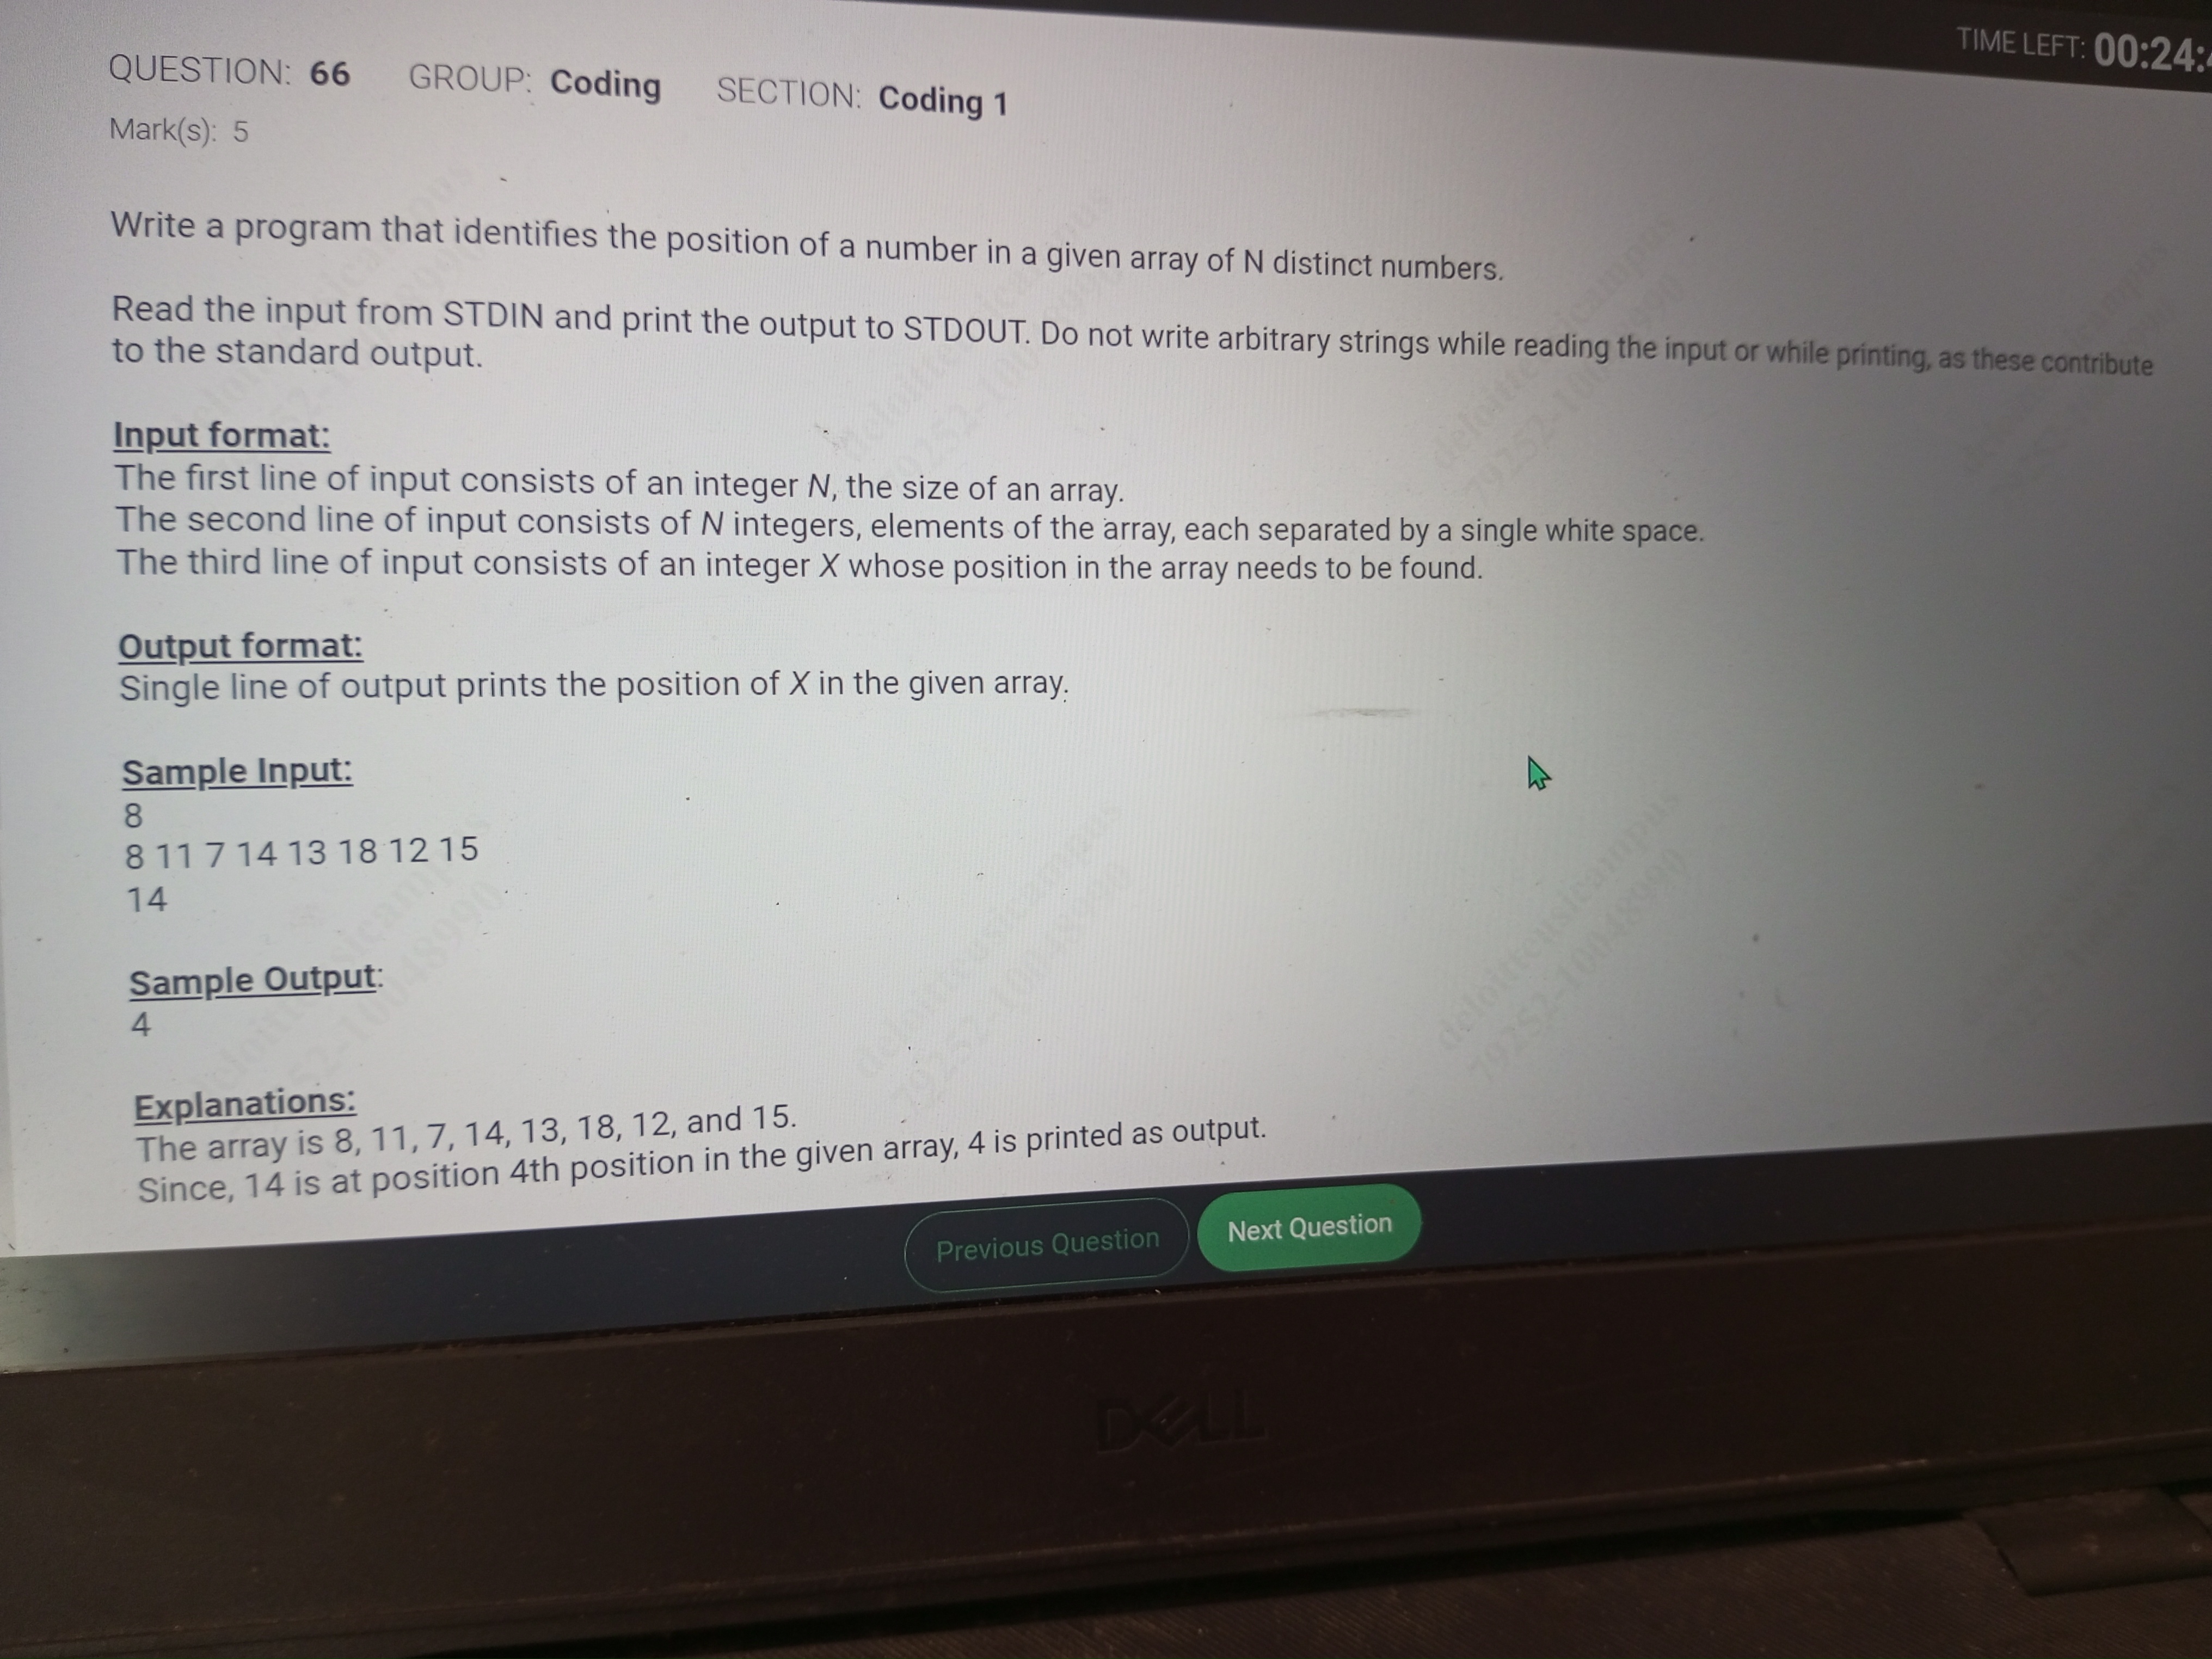 TIME LEFT: 00:24:
QUESTION: 66 GROUP: Coding SECTION: Coding 1
Mark(s): 5
Write a program that identifies the position of a number in a given array of N distinct numbers.
Read the input from STDIN and print the output to STDOUT. Do not write arbitrary strings while reading the input or while printing, as these contribute
to the standard output.
Input format:
The first line of input consists of an integer N, the size of an array.
The second line of input consists of N integers, elements of the array, each separated by a single white space.
The third line of input consists of an integer X whose position in the array needs to be found.
Output format:
Single line of output prints the position of X in the given array.
Sample Input:
8
8 11 7 14 13 18 12 15
14
Sample Output:
4
Explanations:
The array is 8, 11, 7, 14, 13, 18, 12, and 15.
Since, 14 is at position 4th position in the given array, 4 is printed as output.
Previous Question
Next Question
DELL